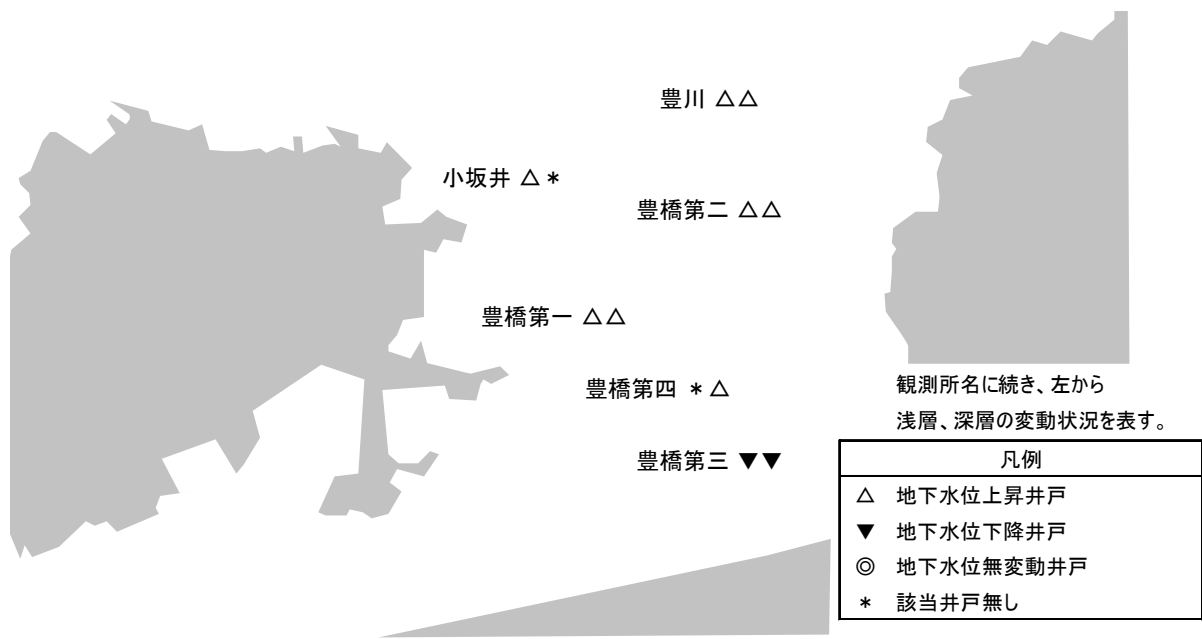 豊川 △△
小坂井 △＊
豊橋第二 △△
豊橋第一 △△
豊橋第四 ＊△
豊橋第三 ▼▼
観測所名に続き、左から
浅層、深層の変動状況を表す。
凡例
△ 地下水位上昇井戸
▼ 地下水位下降井戸
◎ 地下水位無変動井戸
＊ 該当井戸無し